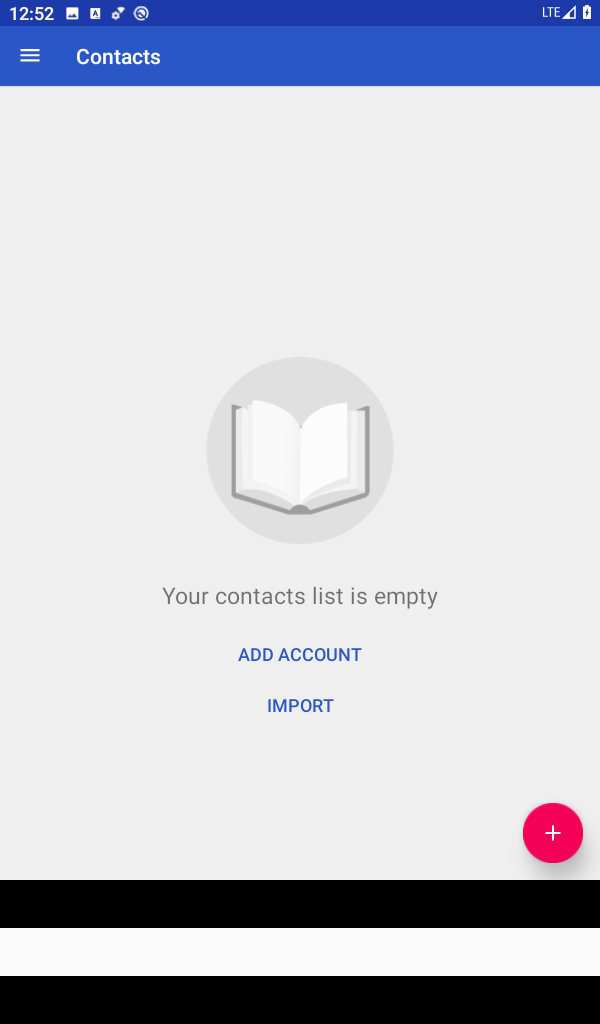 12:52
LTE
Contacts
Your contacts list is empty
ADD ACCOUNT
IMPORT